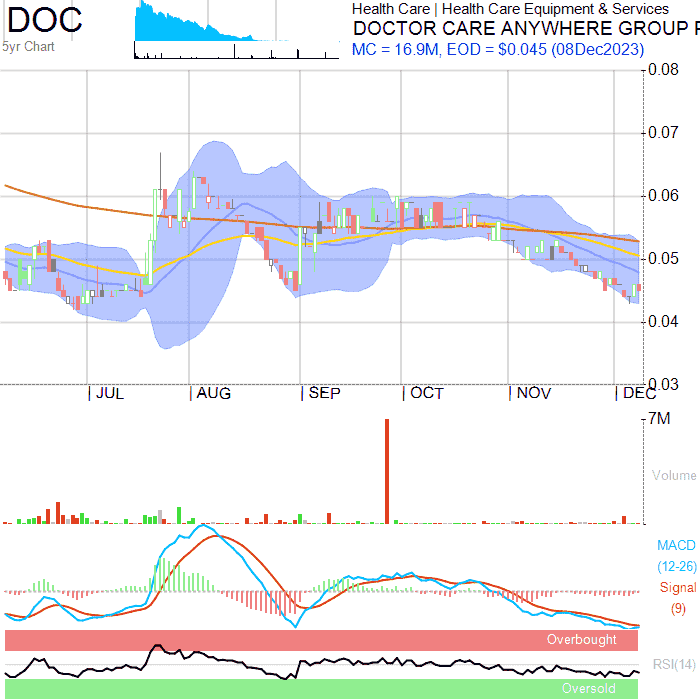 DOC
5yr Chart
Health Care | Health Care Equipment & Services
DOCTOR CARE ANYWHERE GROUP P
MC = 16.9M, EOD = $0.045 (08Dec2023)
0.08
0.07
0.06
0.05
0.04
0.03
JUL AUG SEP OCT NOV DEC
7M
Volume
MACD
(12-26)
Signal
(9)
Overbought
RSI(14)
Oversold